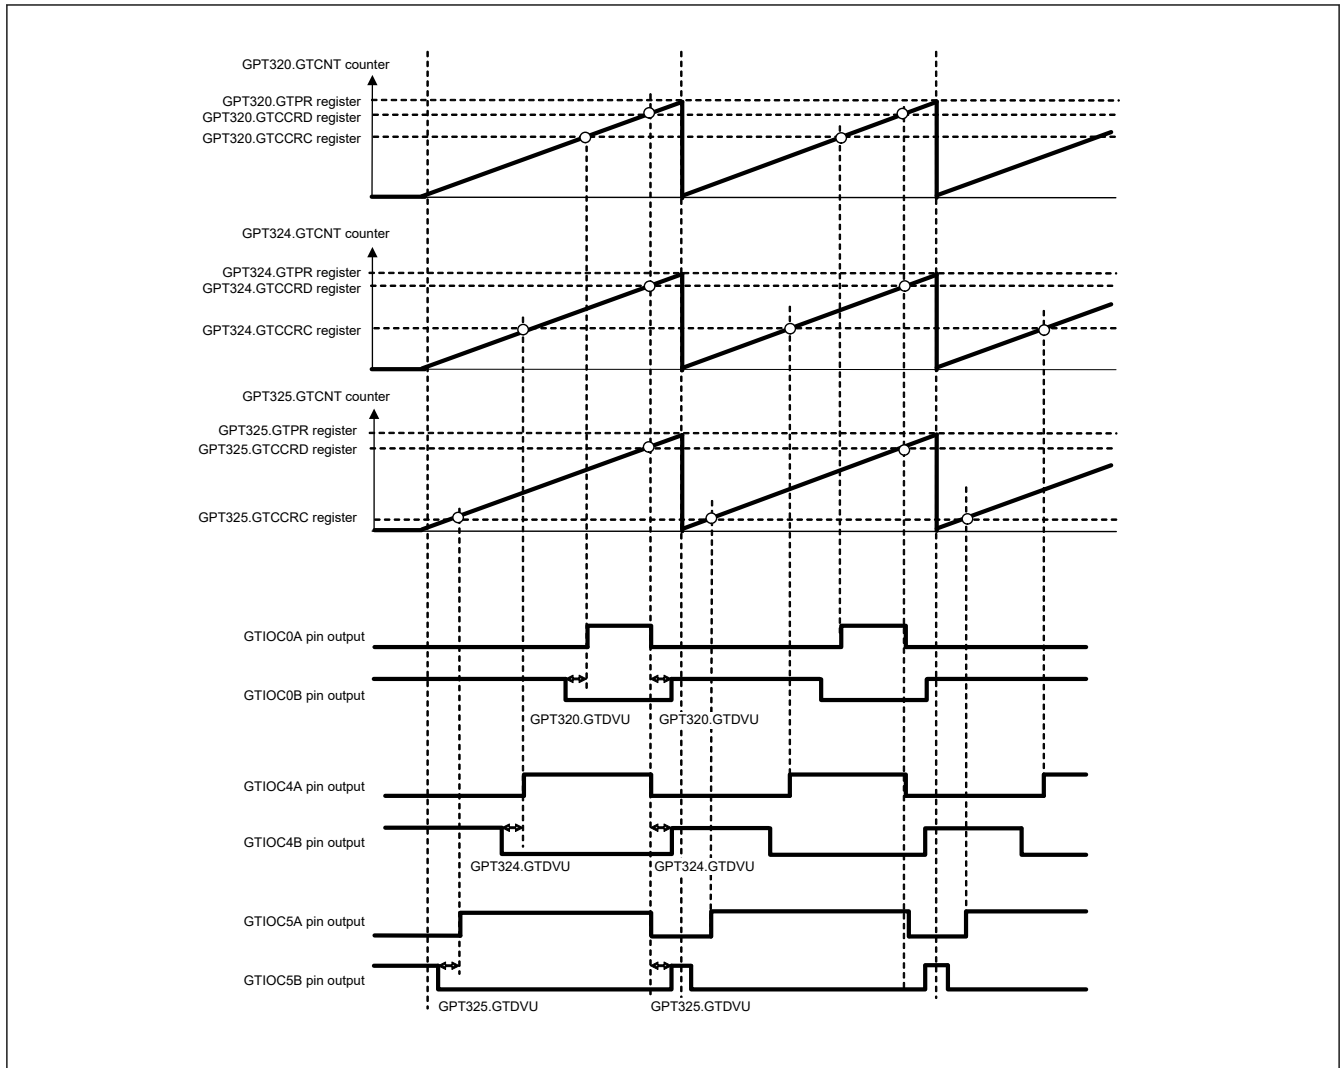 GPT320.GTCNT counter
GPT320.GTPR register
GPT320.GTCCRD register
GPT320.GTCCRC register
GPT324.GTCNT counter
GPT324.GTPR register
GPT324.GTCCRD register
GPT324.GTCCRC register
GPT325.GTCNT counter
GPT325.GTPR register
GPT325.GTCCRD register
GPT325.GTCCRC register
GTIOC0A pin output
GTIOC0B pin output
GPT320.GTDVU GPT320.GTDVU
GTIOC4A pin output
GTIOC4B pin output
GPT324.GTDVU GPT324.GTDVU
GTIOC5A pin output
GTIOC5B pin output
GPT325.GTDVU GPT325.GTDVU